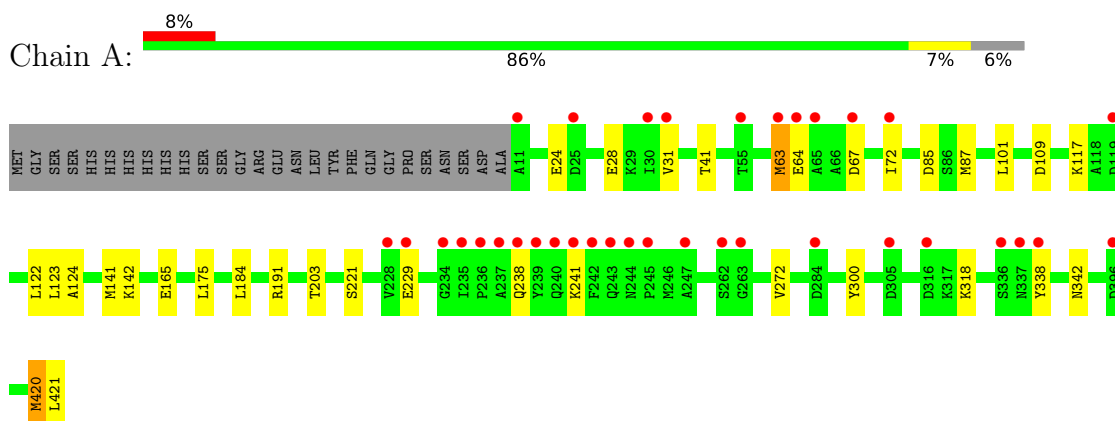 8%
Chain A:
86% 7% 6%
MET GLY SER SER HIS HIS HIS HIS HIS HIS SER SER GLY ARG GLU ASN LEU TYR PHE GLN GLY PRO SER ASN SER ASP ALA A11 E24 D25 E28 K29 I30 V31 T41 T55 M63 E64 A65 A66 D67 I72 D85 S86 M87 L101 D109 K117 A118 D119
L122 L123 A124 M141 K142 E165 L175 L184 R191 T203 S221 V228 E229 G234 I235 P236 A237 Q238 Y239 Q240 K241 F242 Q243 N244 P245 M246 A247 S262 G263 V272 D284 Y300 D305 D316 K317 K318 S336 N337 Y338 N342 D396
M420 L421